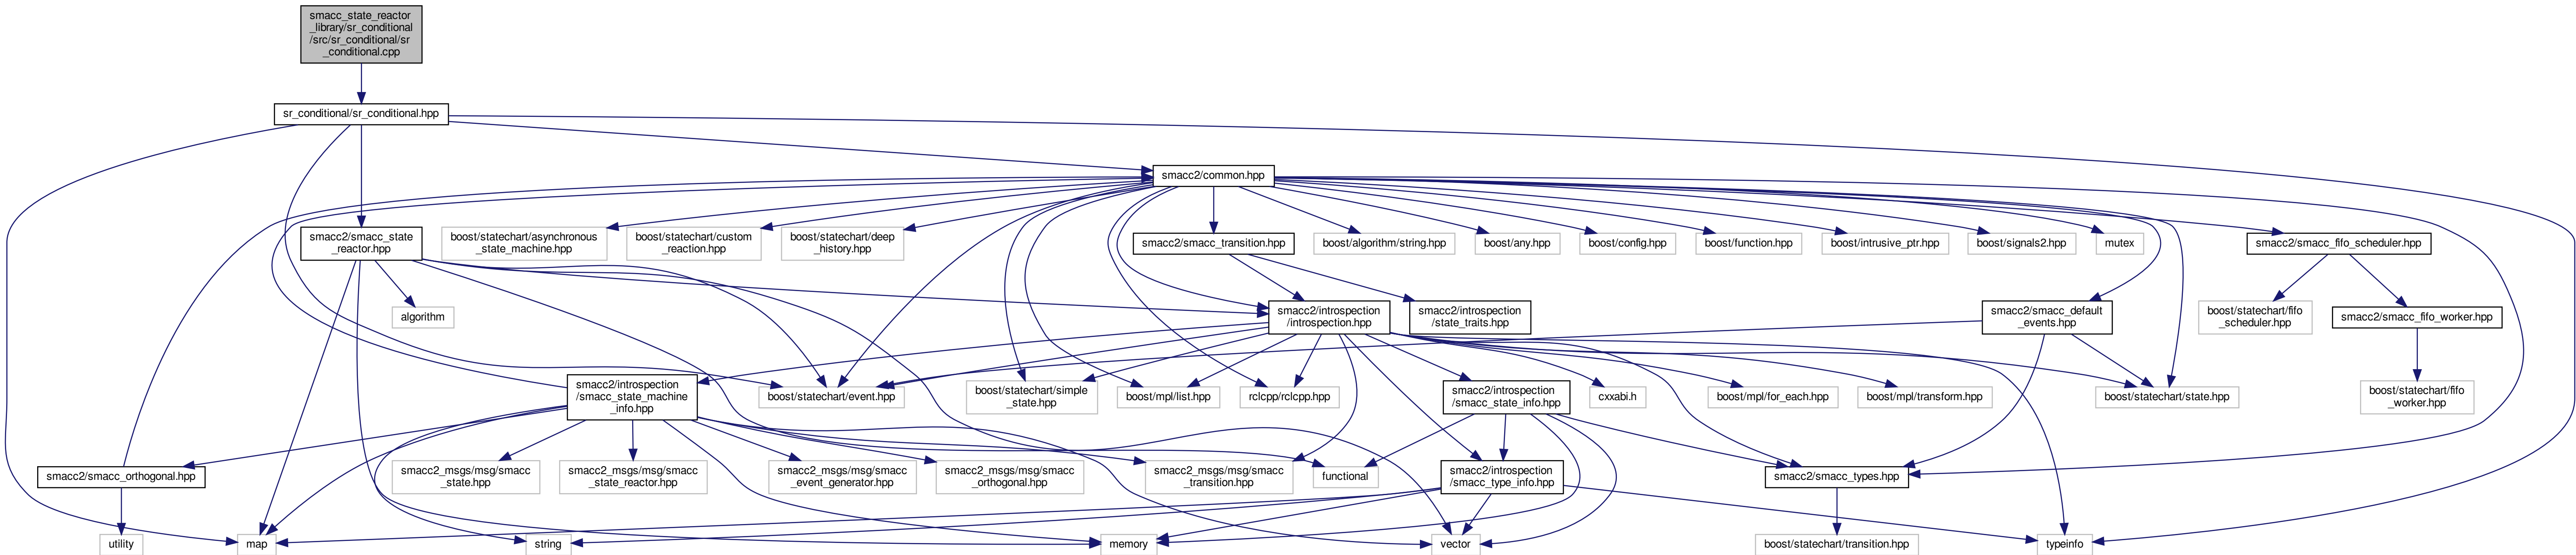 smacc_state_reactor
_library/sr_conditional
/src/sr_conditional/sr
_conditional.cpp
sr_conditional/sr_conditional.hpp
smacc2/common.hpp
smacc2/smacc_state
_reactor.hpp
boost/statechart/asynchronous
_state_machine.hpp
boost/statechart/custom
_reaction.hpp
boost/statechart/deep
_history.hpp
smacc2/smacc_transition.hpp
boost/algorithm/string.hpp
boost/any.hpp
boost/config.hpp
boost/function.hpp
boost/intrusive_ptr.hpp
boost/signals2.hpp
mutex
smacc2/smacc_fifo_scheduler.hpp
algorithm
smacc2/introspection
/introspection.hpp
smacc2/introspection
/state_traits.hpp
smacc2/smacc_default
_events.hpp
boost/statechart/fifo
_scheduler.hpp
smacc2/smacc_fifo_worker.hpp
smacc2/introspection
/smacc_state_machine
_info.hpp
boost/statechart/event.hpp
boost/statechart/simple
_state.hpp
boost/mpl/list.hpp
rclcpp/rclcpp.hpp
smacc2/introspection
/smacc_state_info.hpp
cxxabi.h
boost/mpl/for_each.hpp
boost/mpl/transform.hpp
boost/statechart/state.hpp
boost/statechart/fifo
_worker.hpp
smacc2/smacc_orthogonal.hpp
smacc2_msgs/msg/smacc
_state.hpp
smacc2_msgs/msg/smacc
_state_reactor.hpp
smacc2_msgs/msg/smacc
_event_generator.hpp
smacc2_msgs/msg/smacc
_orthogonal.hpp
smacc2_msgs/msg/smacc
_transition.hpp
functional
smacc2/introspection
/smacc_type_info.hpp
smacc2/smacc_types.hpp
utility
map
string
memory
vector
boost/statechart/transition.hpp
typeinfo